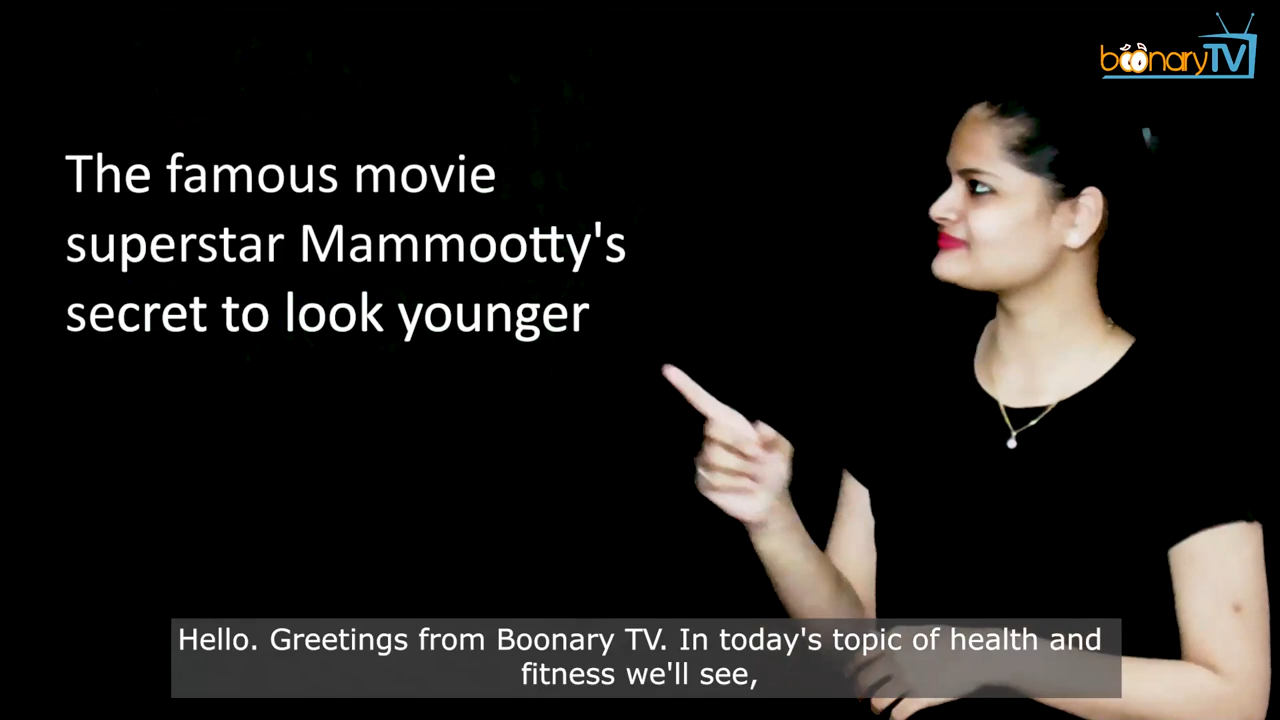 boonaryTV
The famous movie
superstar Mammootty's
secret to look younger
Hello. Greetings from Boonary TV. In today's topic of health and
fitness we'll see,